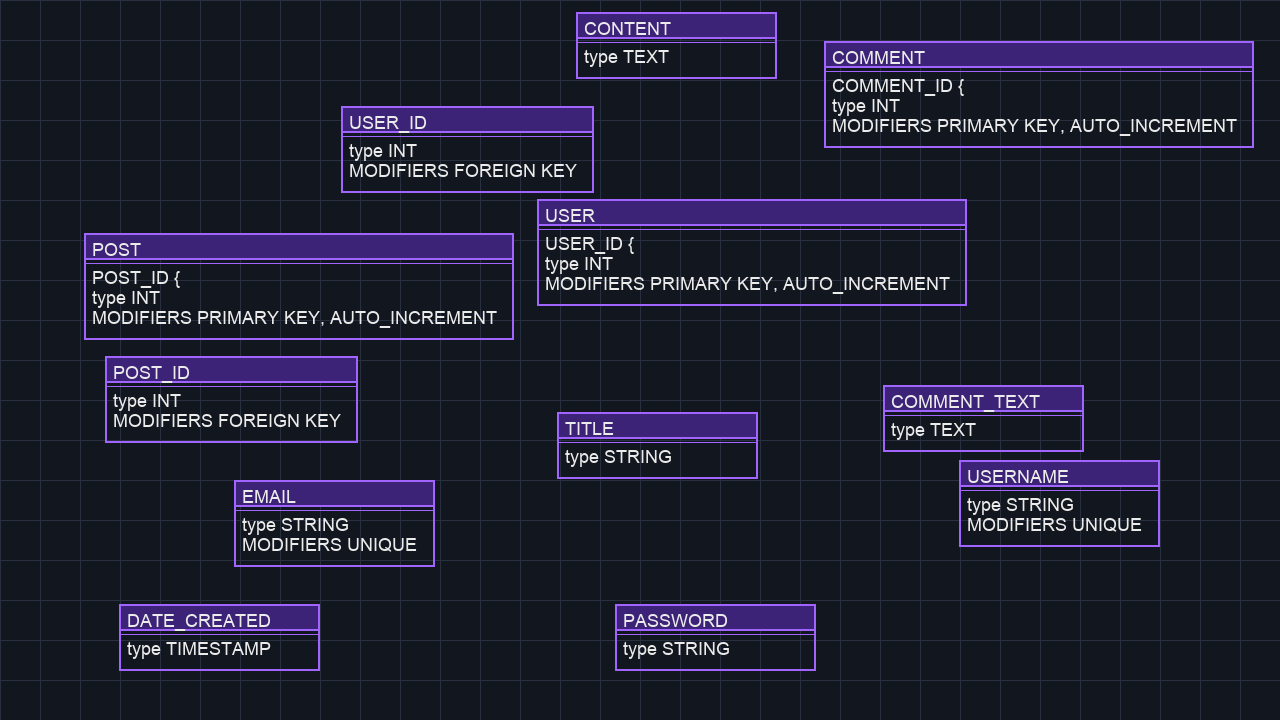 CONTENT
type TEXT
COMMENT
COMMENT_ID {
type INT
MODIFIERS PRIMARY KEY, AUTO_INCREMENT
USER_ID
type INT
MODIFIERS FOREIGN KEY
USER
USER_ID {
type INT
MODIFIERS PRIMARY KEY, AUTO_INCREMENT
POST
POST_ID {
type INT
MODIFIERS PRIMARY KEY, AUTO_INCREMENT
POST_ID
type INT
MODIFIERS FOREIGN KEY
COMMENT_TEXT
type TEXT
TITLE
type STRING
USERNAME
type STRING
MODIFIERS UNIQUE
EMAIL
type STRING
MODIFIERS UNIQUE
DATE_CREATED
type TIMESTAMP
PASSWORD
type STRING